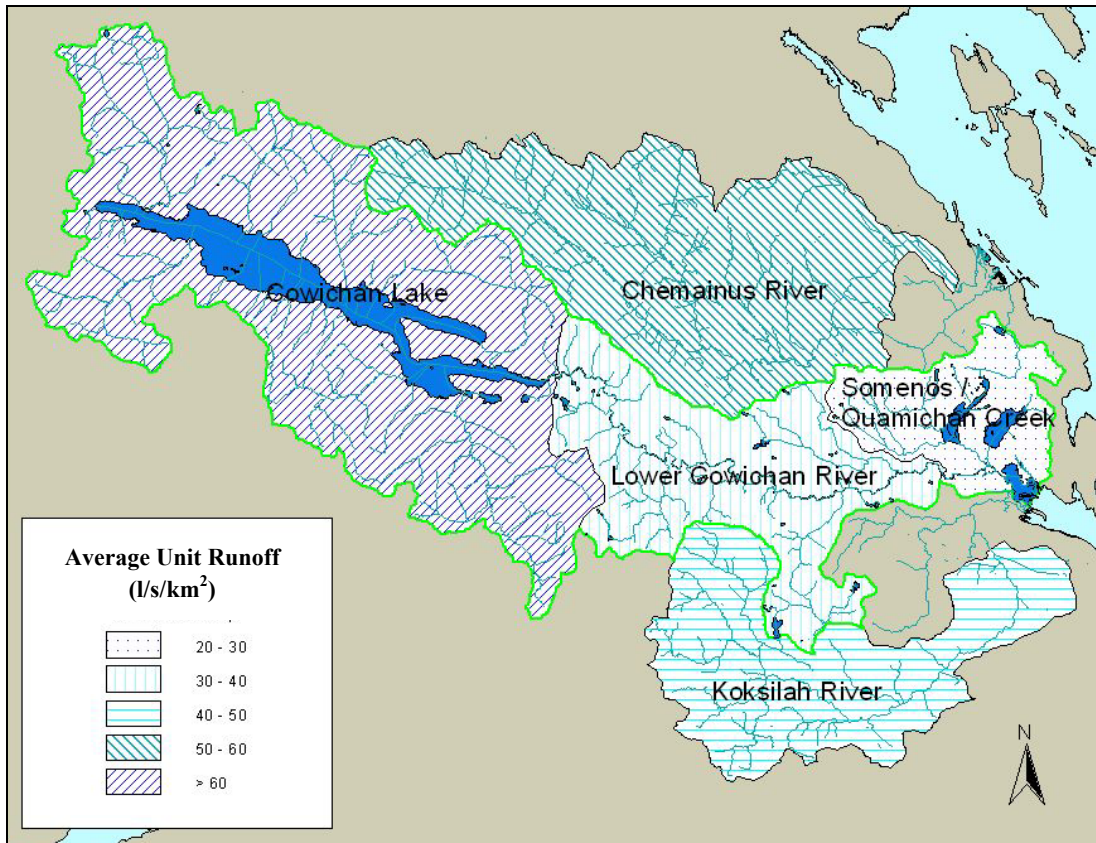 Cowichan Lake
Chemainus River
Somenos /
Quamichan Creek
Lower Cowichan River
Koksilah River
Average Unit Runoff
(l/s/km²)
20 - 30
30 - 40
40 - 50
50 - 60
> 60
N